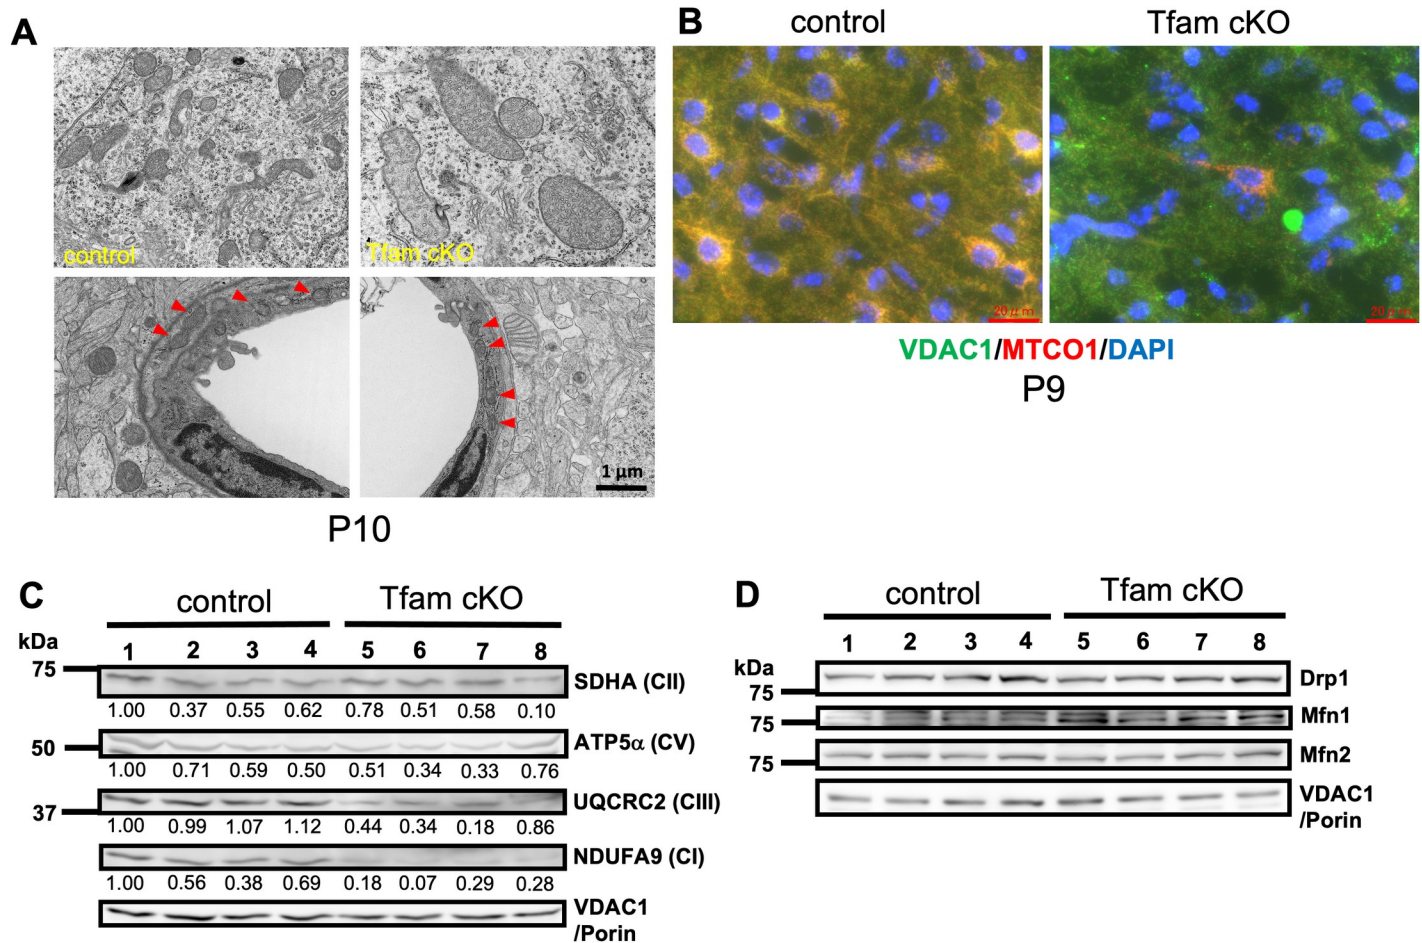 A
control
Tfam cKO
1 μm
P10
B
control
Tfam cKO
20μm
20μm
VDAC1/MTCO1/DAPI
P9
C
control
Tfam cKO
kDa
1 2 3 4 5 6 7 8
75
SDHA (CII)
1.00 0.37 0.55 0.62 0.78 0.51 0.58 0.10
50
ATP5α (CV)
1.00 0.71 0.59 0.50 0.51 0.34 0.33 0.76
37
UQCRC2 (CIII)
1.00 0.99 1.07 1.12 0.44 0.34 0.18 0.86
NDUFA9 (CI)
1.00 0.56 0.38 0.69 0.18 0.07 0.29 0.28
VDAC1
/Porin
D
control
Tfam cKO
1 2 3 4 5 6 7 8
kDa
75
Drp1
75
Mfn1
75
Mfn2
VDAC1
/Porin